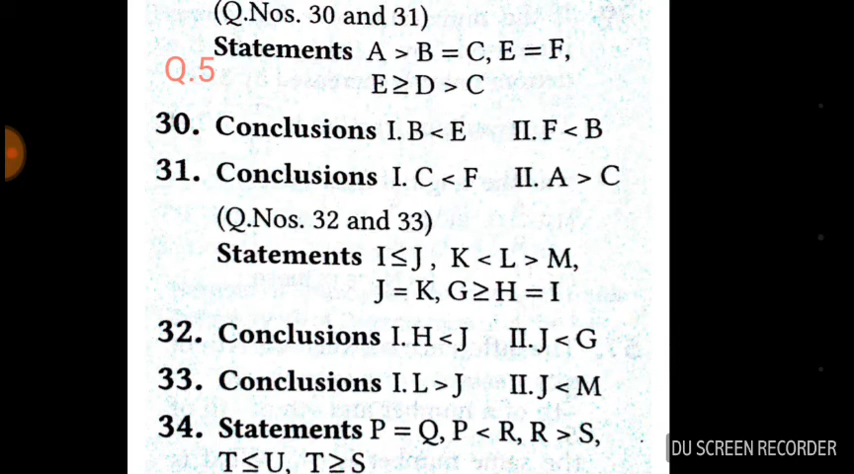 (Q.Nos. 30 and 31)
Statements A > B = C, E = F,
Q.5
E ≥ D > C
30. Conclusions I. B < E II. F < B
31. Conclusions I. C < F II. A > C
(Q.Nos. 32 and 33)
Statements I ≤ J, K < L > M,
J = K, G ≥ H = I
32. Conclusions I. H < J II. J < G
33. Conclusions I. L > J II. J < M
34. Statements P = Q, P < R, R > S,
T ≤ U, T ≥ S
DU SCREEN RECORDER